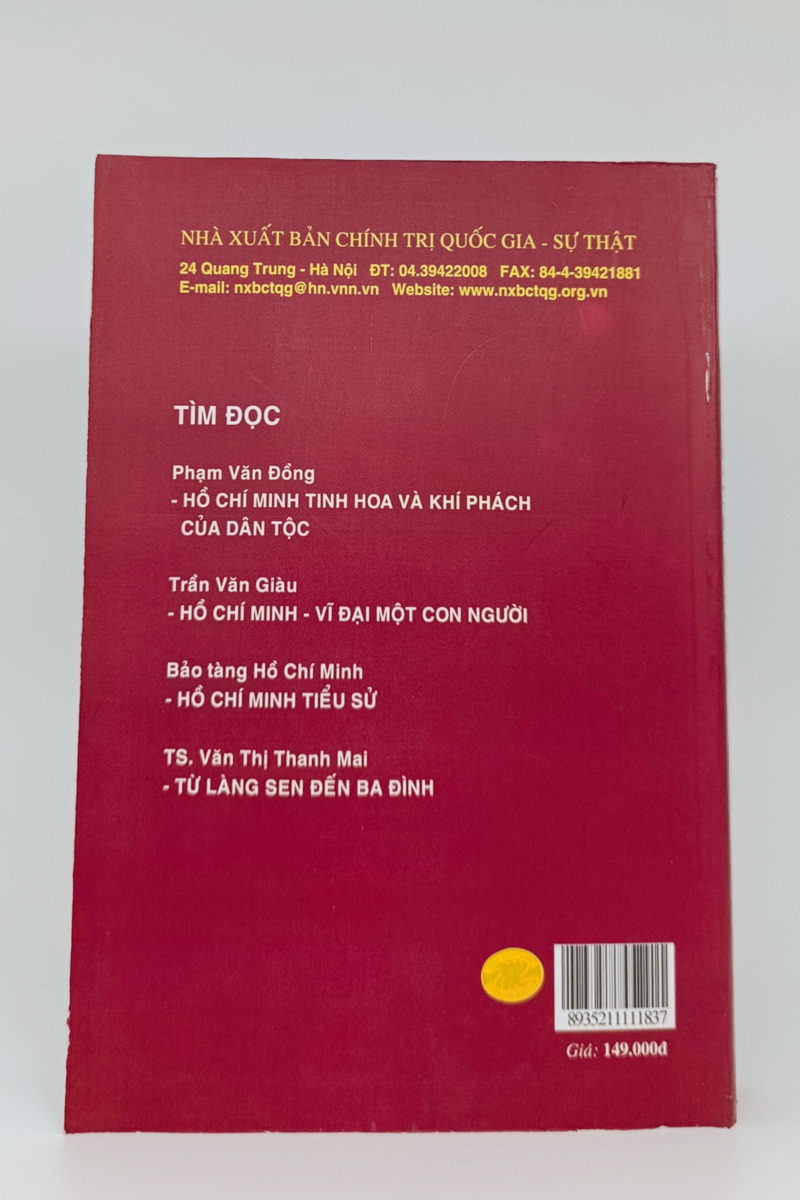 NHÀ XUẤT BẢN CHÍNH TRỊ QUỐC GIA - SỰ THẬT
24 Quang Trung - Hà Nội ĐT: 04.39422008 FAX: 84-4-39421881
E-mail: nxbctqg@hn.vnn.vn Website: www.nxbctqg.org.vn
TÌM ĐỌC
Phạm Văn Đồng
- HỒ CHÍ MINH TINH HOA VÀ KHÍ PHÁCH
CỦA DÂN TỘC
Trần Văn Giàu
- HỒ CHÍ MINH - VĨ ĐẠI MỘT CON NGƯỜI
Bảo tàng Hồ Chí Minh
- HỒ CHÍ MINH TIỂU SỬ
TS. Văn Thị Thanh Mai
- TỪ LÀNG SEN ĐẾN BA ĐÌNH
8935211111837
Giá: 149.000đ